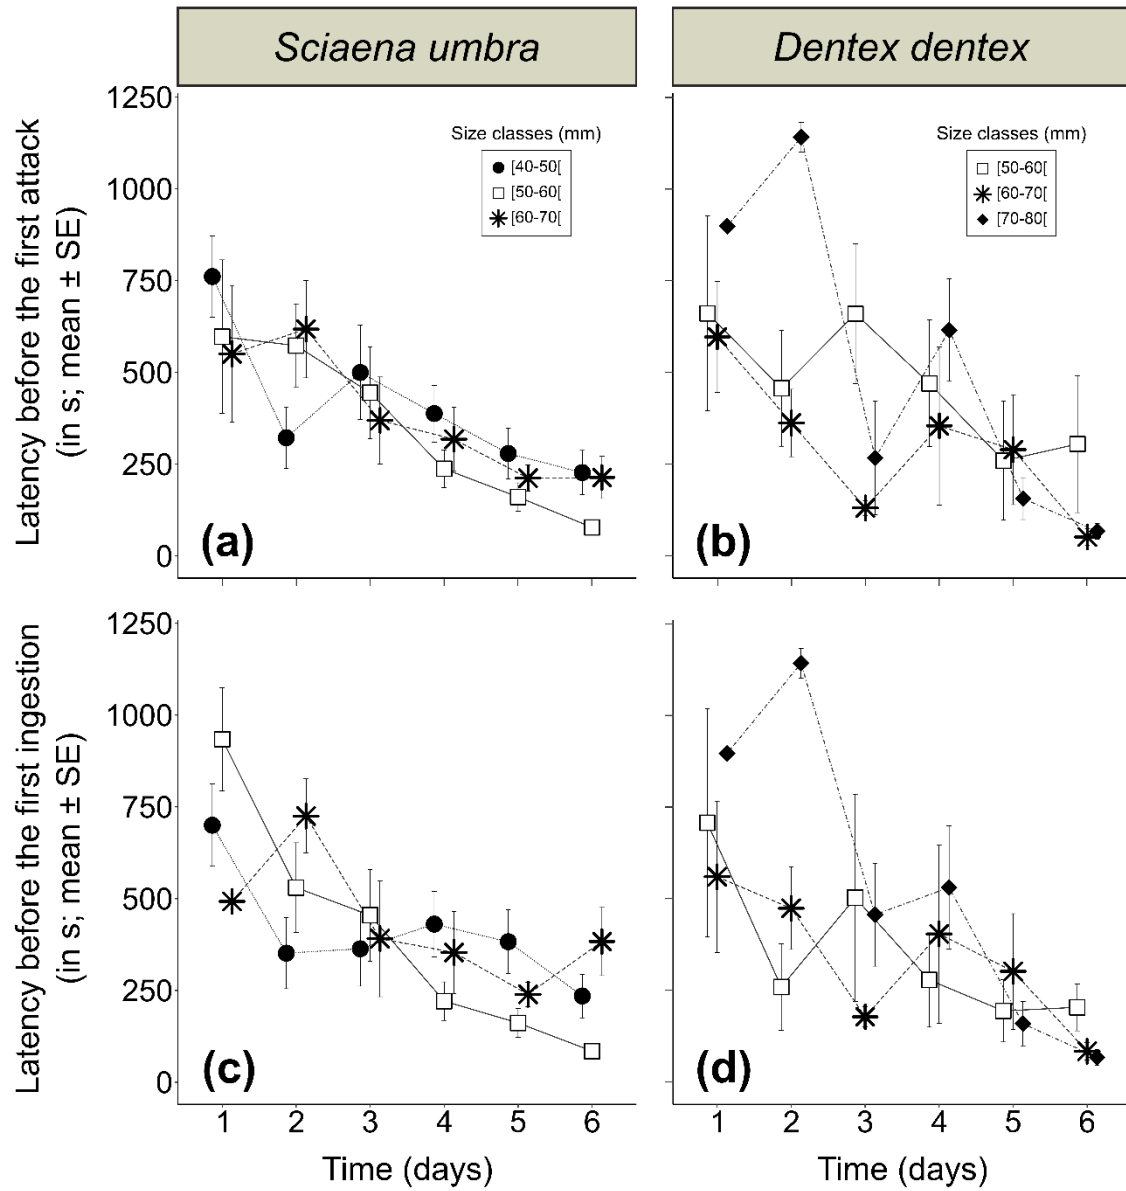 Sciaena umbra
Dentex dentex
Latency before the first attack
(in s; mean ± SE)
1250
1000
750
500
250
0
Size classes (mm)
[40-50[
[50-60[
[60-70[
(a)
Size classes (mm)
[50-60[
[60-70[
[70-80[
(b)
Latency before the first ingestion
(in s; mean ± SE)
1250
1000
750
500
250
0
(c)
(d)
1 2 3 4 5 6
1 2 3 4 5 6
Time (days)
Time (days)